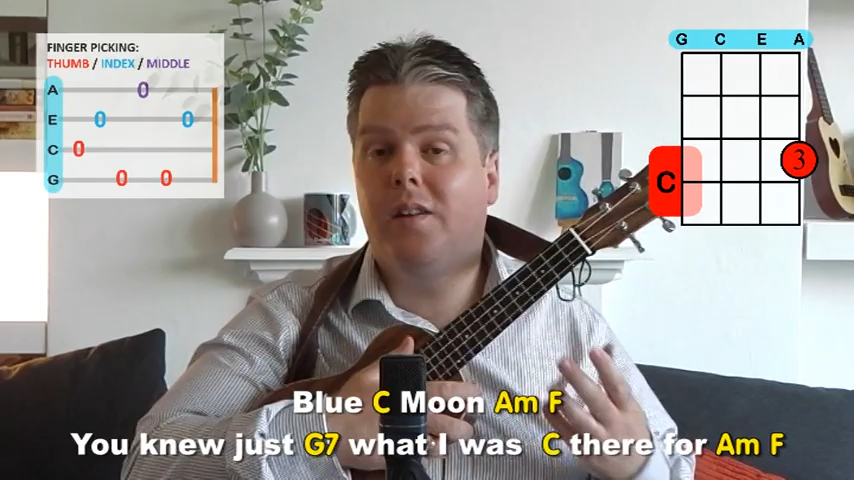 FINGER PICKING:
THUMB / INDEX / MIDDLE
A 0
E 0 0
C 0
G 0 0
G C E A
C
3
Blue C Moon Am F
You knew just G7 what I was C there for Am F